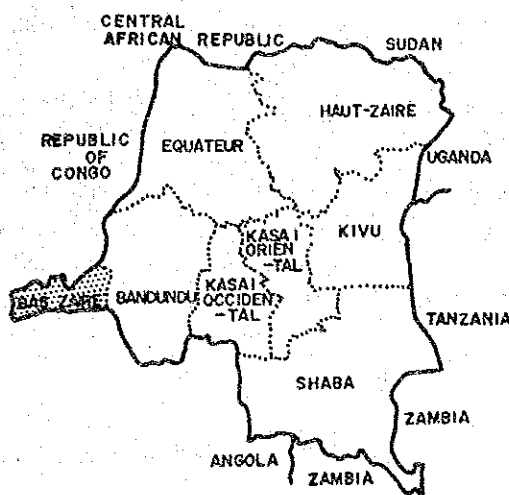 CENTRAL
AFRICAN REPUBLIC
SUDAN
HAUT-ZAIRE
REPUBLIC
OF
CONGO
EQUATEUR
UGANDA
KIVU
KASAI
ORIEN
-TAL
BAS ZAIRE
BANDUNDU
KASAI
OCCIDEN
-TAL
TANZANIA
SHABA
ZAMBIA
ANGOLA
ZAMBIA